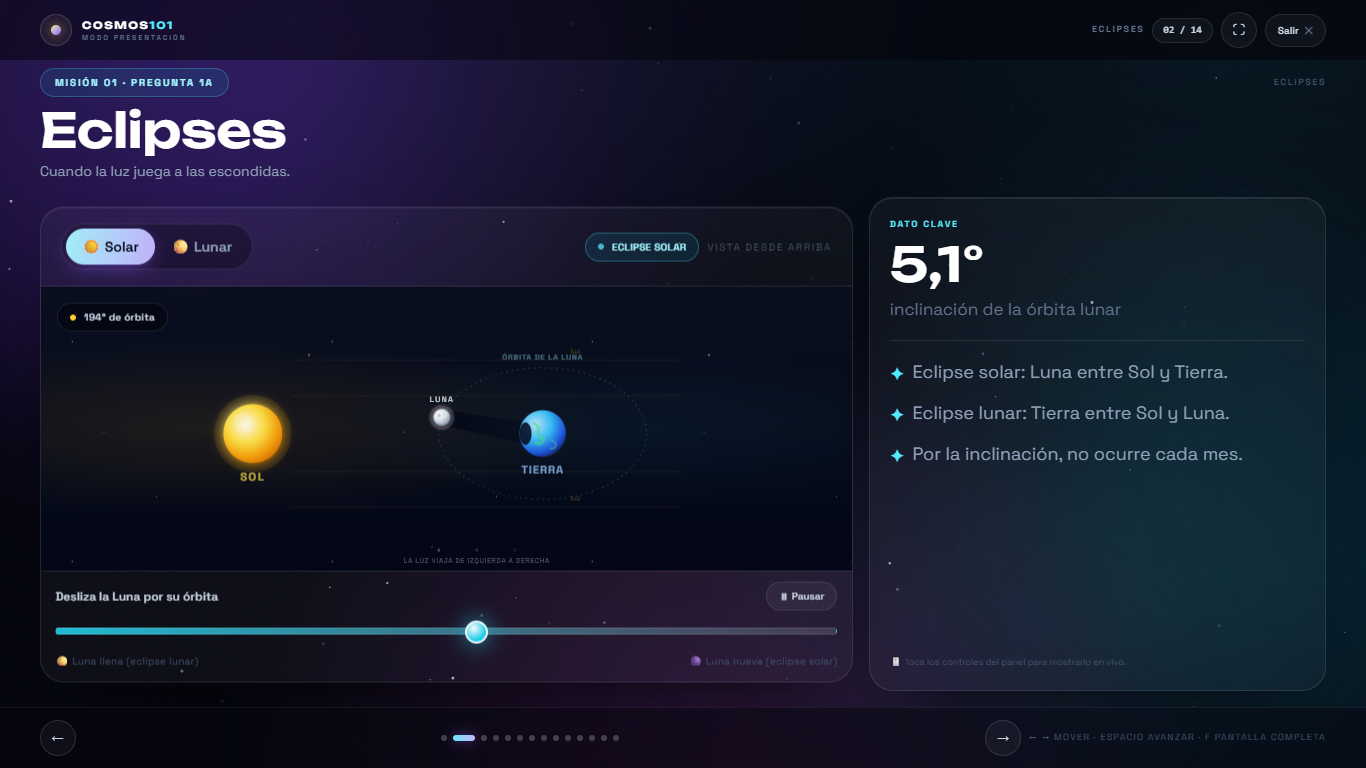 COSMOS101
MODO PRESENTACIÓN
ECLIPSES
02 / 14
Salir
MISIÓN 01 · PREGUNTA 1A
ECLIPSES
Eclipses
Cuando la luz juega a las escondidas.
Solar
Lunar
ECLIPSE SOLAR
VISTA DESDE ARRIBA
194° de órbita
ÓRBITA DE LA LUNA
LUNA
SOL
TIERRA
LA LUZ VIAJA DE IZQUIERDA A DERECHA
Desliza la Luna por su órbita
Pausar
Luna llena (eclipse lunar)
Luna nueva (eclipse solar)
DATO CLAVE
5,1°
inclinación de la órbita lunar
Eclipse solar: Luna entre Sol y Tierra.
Eclipse lunar: Tierra entre Sol y Luna.
Por la inclinación, no ocurre cada mes.
Toca los controles del panel para mostrarlo en vivo.
← → MOVER · ESPACIO AVANZAR · F PANTALLA COMPLETA